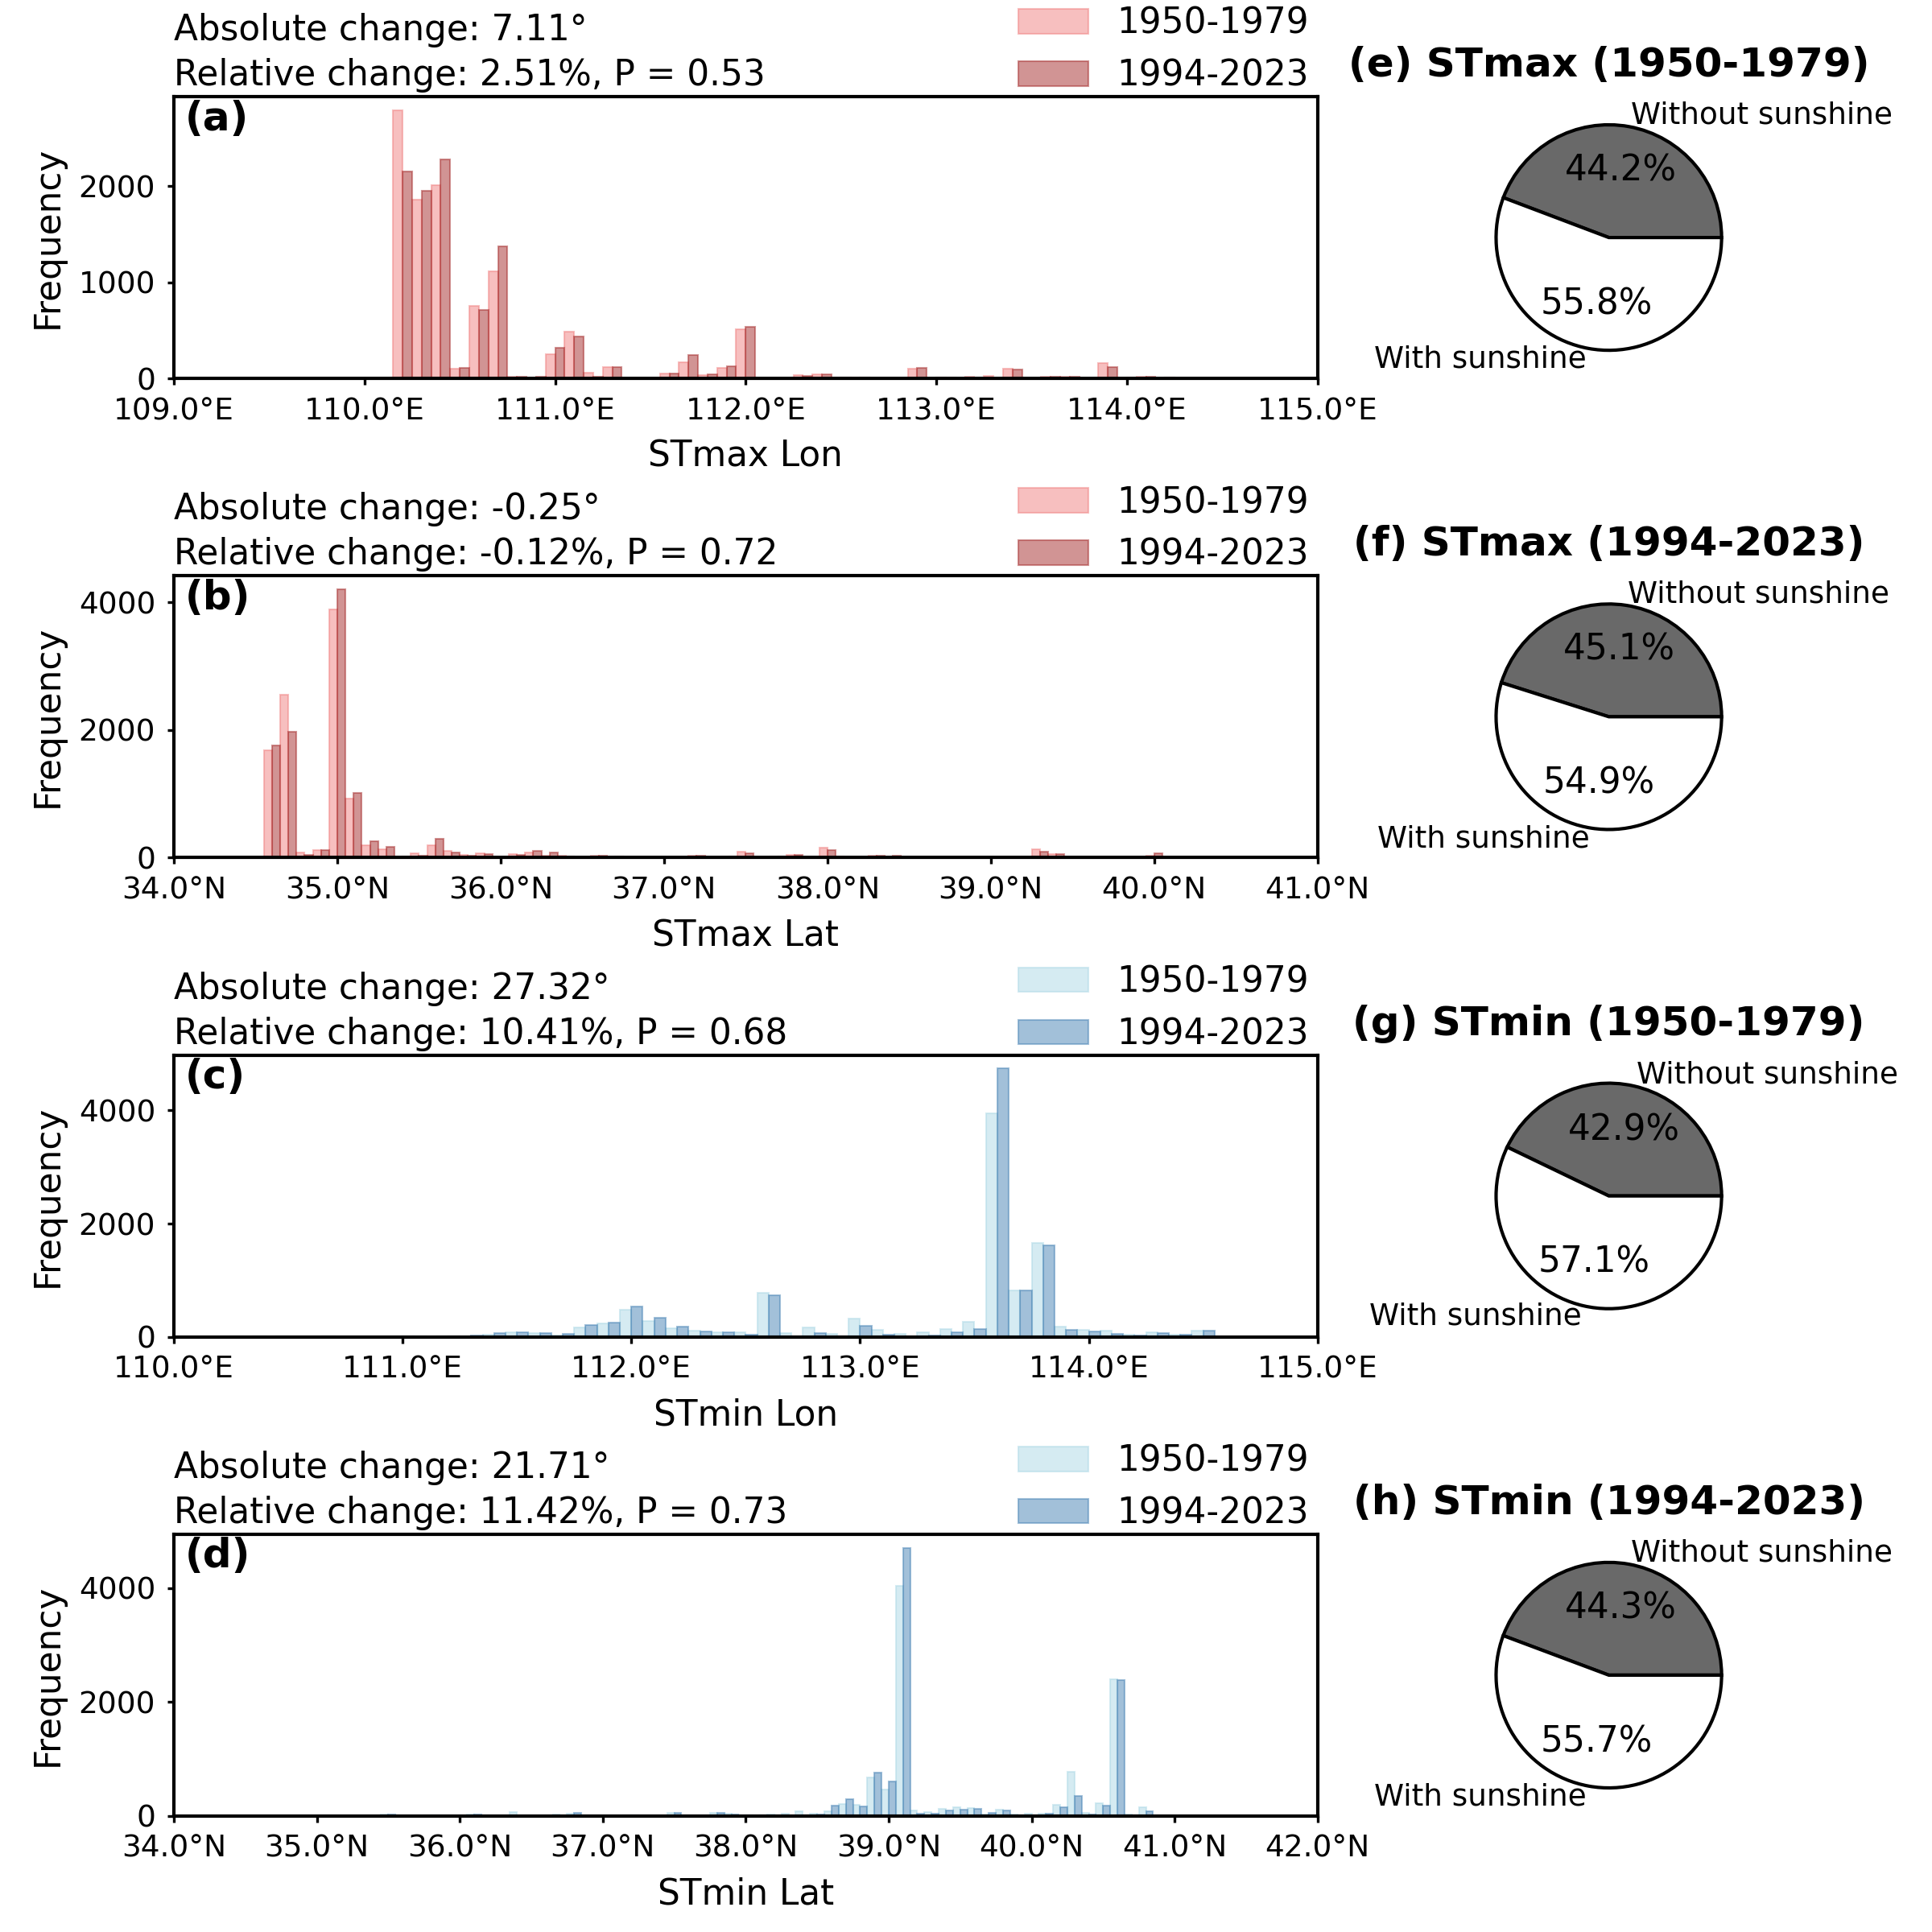 Absolute change: 7.11°
Relative change: 2.51%, P = 0.53
1950-1979
1994-2023
(a)
Frequency
2000
1000
0
109.0°E 110.0°E 111.0°E 112.0°E 113.0°E 114.0°E 115.0°E
STmax Lon
(e) STmax (1950-1979)
Without sunshine
44.2%
55.8%
With sunshine
Absolute change: -0.25°
Relative change: -0.12%, P = 0.72
1950-1979
1994-2023
(b)
Frequency
4000
2000
0
34.0°N 35.0°N 36.0°N 37.0°N 38.0°N 39.0°N 40.0°N 41.0°N
STmax Lat
(f) STmax (1994-2023)
Without sunshine
45.1%
54.9%
With sunshine
Absolute change: 27.32°
Relative change: 10.41%, P = 0.68
1950-1979
1994-2023
(c)
Frequency
4000
2000
0
110.0°E 111.0°E 112.0°E 113.0°E 114.0°E 115.0°E
STmin Lon
(g) STmin (1950-1979)
Without sunshine
42.9%
57.1%
With sunshine
Absolute change: 21.71°
Relative change: 11.42%, P = 0.73
1950-1979
1994-2023
(d)
Frequency
4000
2000
0
34.0°N 35.0°N 36.0°N 37.0°N 38.0°N 39.0°N 40.0°N 41.0°N 42.0°N
STmin Lat
(h) STmin (1994-2023)
Without sunshine
44.3%
55.7%
With sunshine